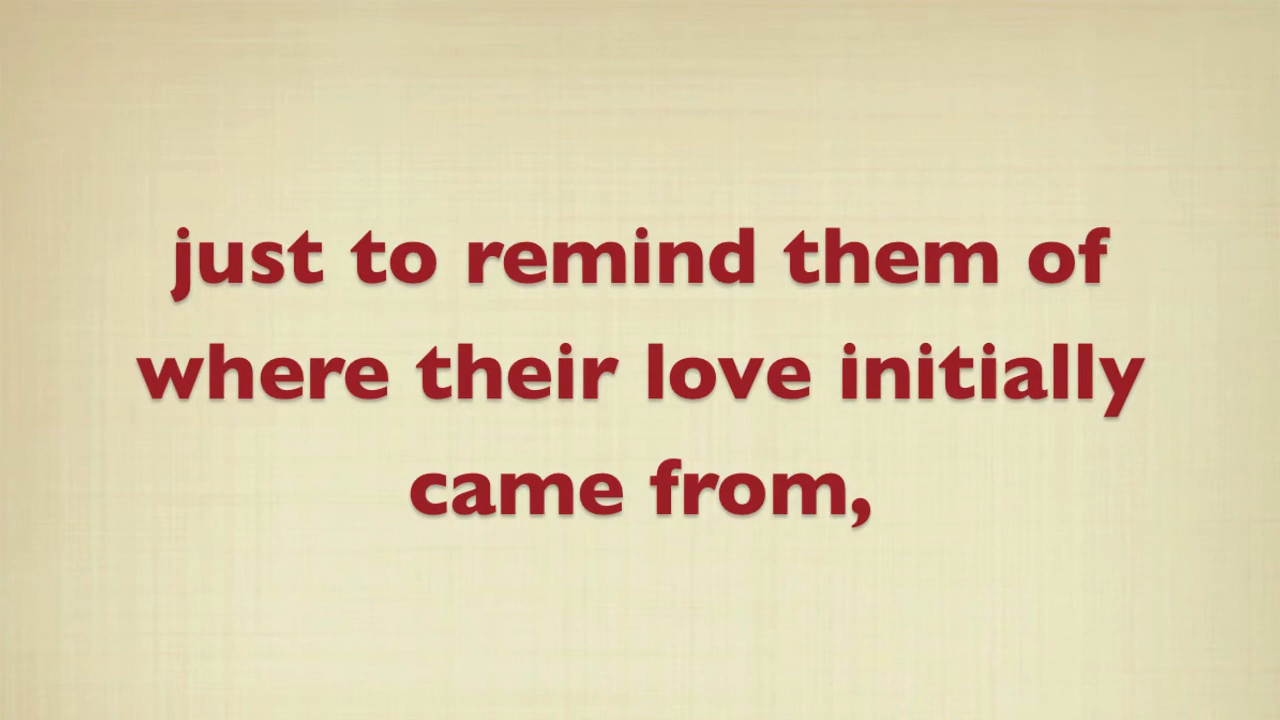 just to remind them of
where their love initially
came from,